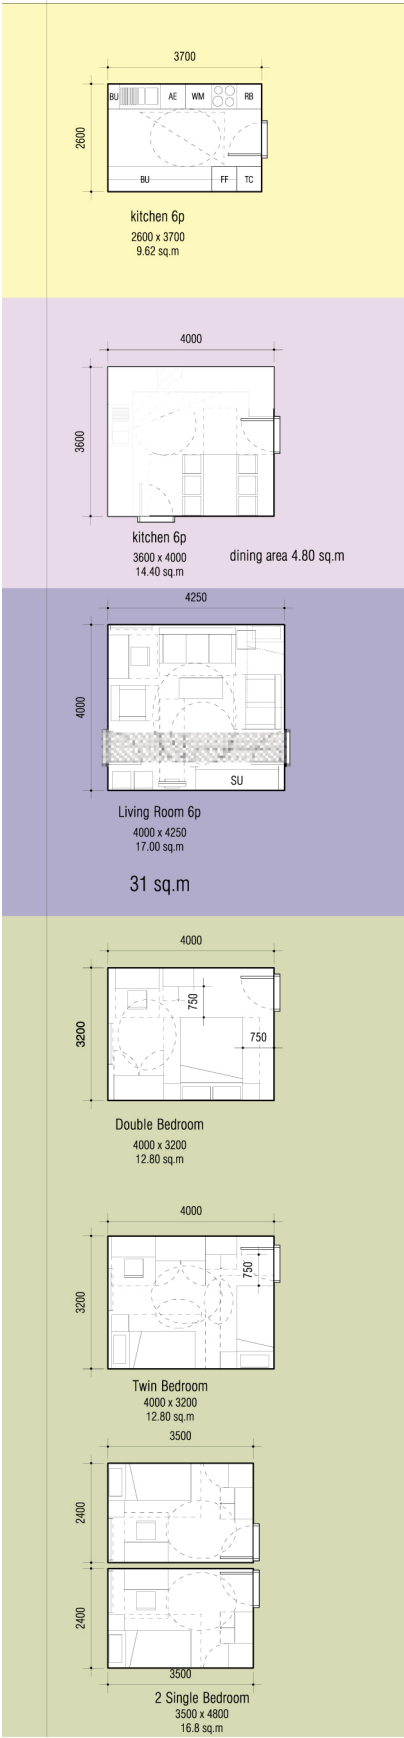 3700
2600
BU AE WM RB
BU FF TC
kitchen 6p
2600 x 3700
9.62 sq.m
4000
3600
kitchen 6p
3600 x 4000
14.40 sq.m
dining area 4.80 sq.m
4250
4000
SU
Living Room 6p
4000 x 4250
17.00 sq.m
31 sq.m
4000
3200
750
750
Double Bedroom
4000 x 3200
12.80 sq.m
4000
3200
750
Twin Bedroom
4000 x 3200
12.80 sq.m
3500
2400
2400
3500
2 Single Bedroom
3500 x 4800
16.8 sq.m